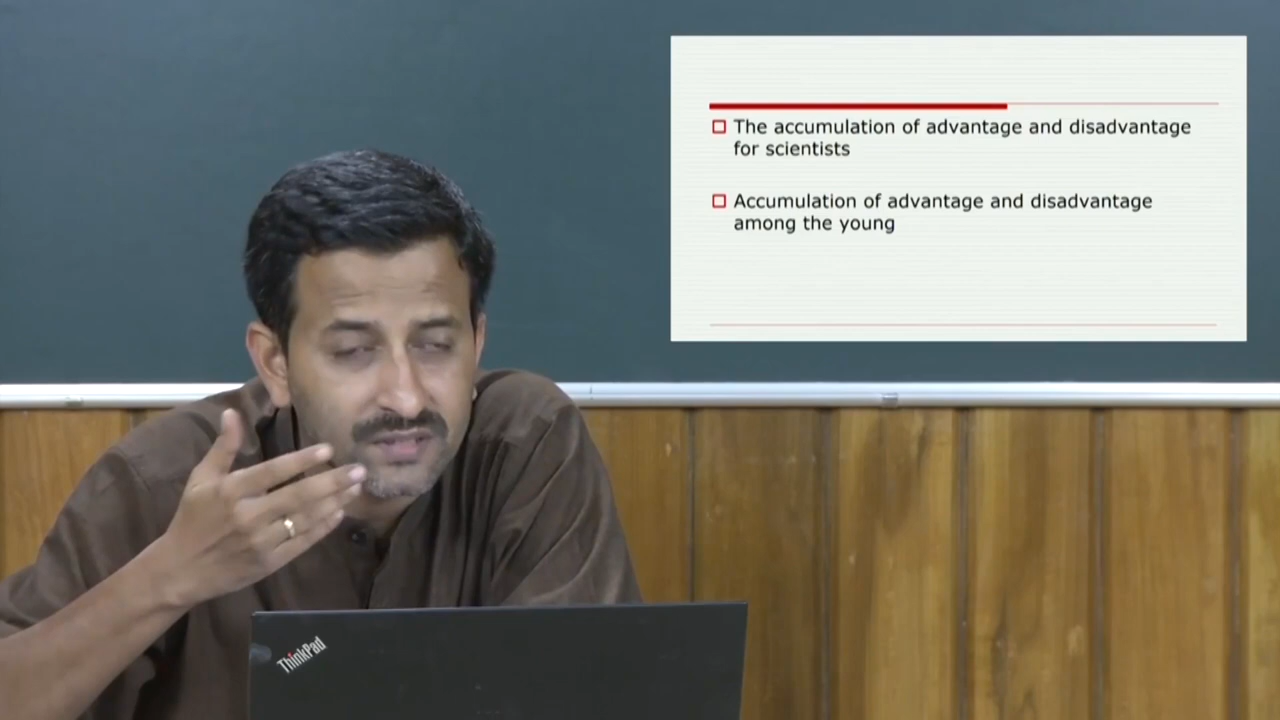 The accumulation of advantage and disadvantage
for scientists
Accumulation of advantage and disadvantage
among the young
ThinkPad